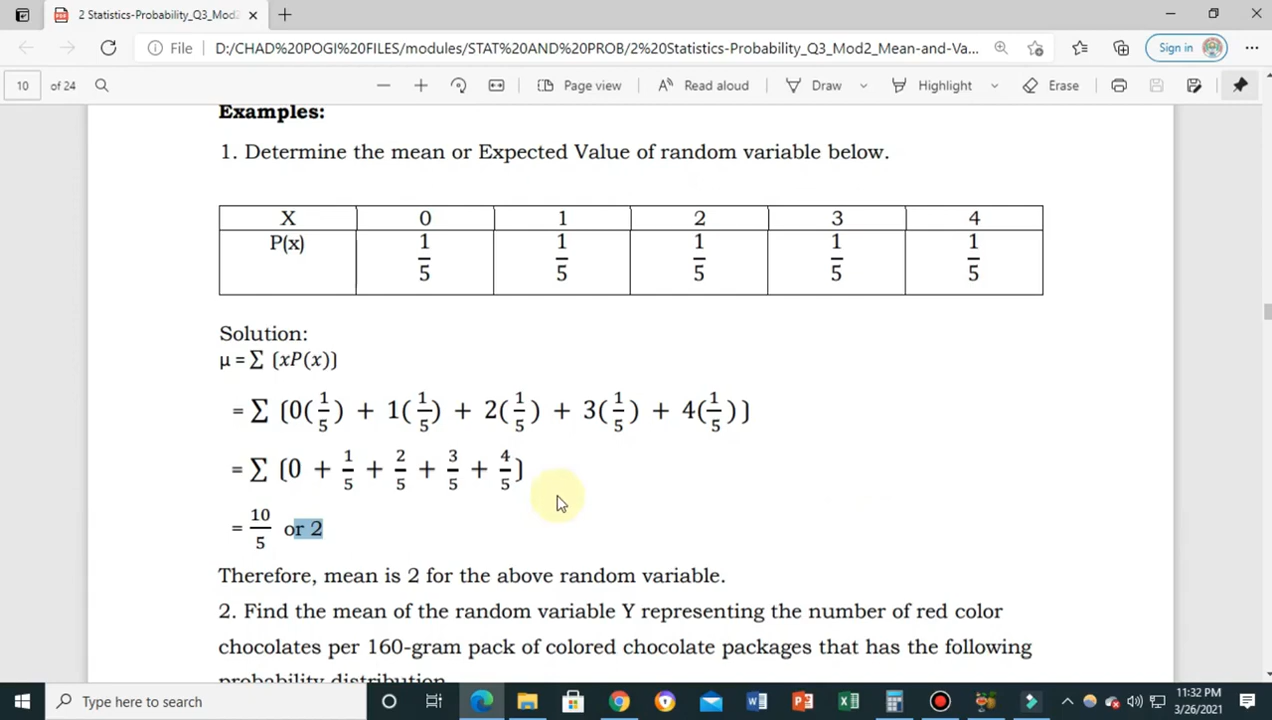 2 Statistics-Probability_Q3_Mod2
File
D:/CHAD%20POGI%20FILES/modules/STAT%20AND%20PROB/2%20Statistics-Probability_Q3_Mod2_Mean-and-Va...
Sign in
10 of 24
Page view
Read aloud
Draw
Highlight
Erase
Examples:
1. Determine the mean or Expected Value of random variable below.
X 0 1 2 3 4
P(x) 1/5 1/5 1/5 1/5 1/5
Solution:
μ = ∑ [xP(x)]
= ∑ [0(1/5) + 1(1/5) + 2(1/5) + 3(1/5) + 4(1/5)]
= ∑ [0 + 1/5 + 2/5 + 3/5 + 4/5]
= 10/5 or 2
Therefore, mean is 2 for the above random variable.
2. Find the mean of the random variable Y representing the number of red color
chocolates per 160-gram pack of colored chocolate packages that has the following
probability distribution.
Type here to search
11:32 PM
3/26/2021